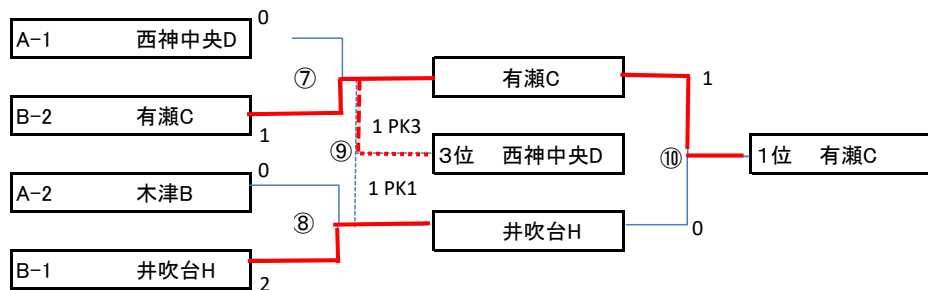 0
A-1 西神中央D
⑦
有瀬C
1
B-2 有瀬C
1
1 PK3
⑨
3位 西神中央D
⑩
1位 有瀬C
0
A-2 木津B
1 PK1
⑧
井吹台H
0
B-1 井吹台H
2